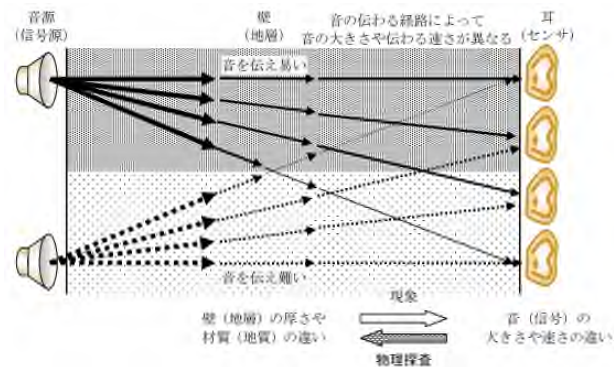 音源
(信号源)
壁
(地層)
音の伝わる経路によって
音の大きさや伝わる速さが異なる
耳
(センサ)
音を伝え易い
音を伝え難い
現象
壁(地層)の厚さや
材質(地質)の違い
音(信号)の
大きさや速さの違い
物理探査